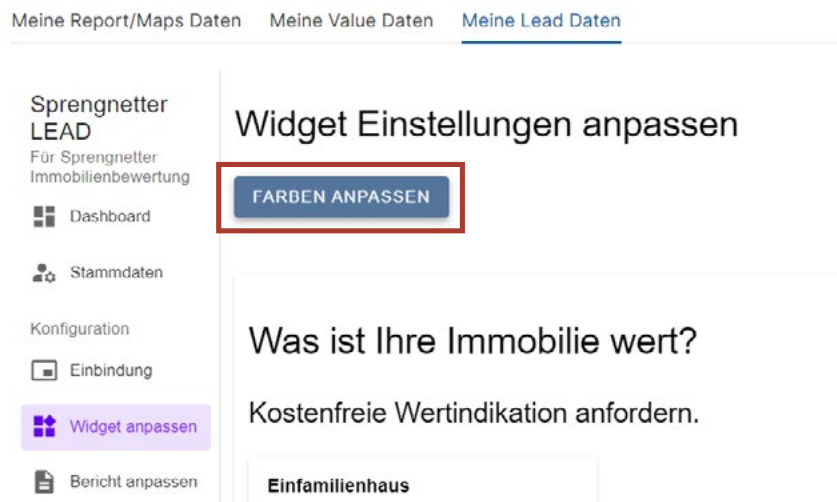 Meine Report/Maps Daten Meine Value Daten Meine Lead Daten
Sprengnetter
LEAD
Für Sprengnetter
Immobilienbewertung
Dashboard
Stammdaten
Konfiguration
Einbindung
Widget anpassen
Bericht anpassen
Widget Einstellungen anpassen
FARBEN ANPASSEN
Was ist Ihre Immobilie wert?
Kostenfreie Wertindikation anfordern.
Einfamilienhaus